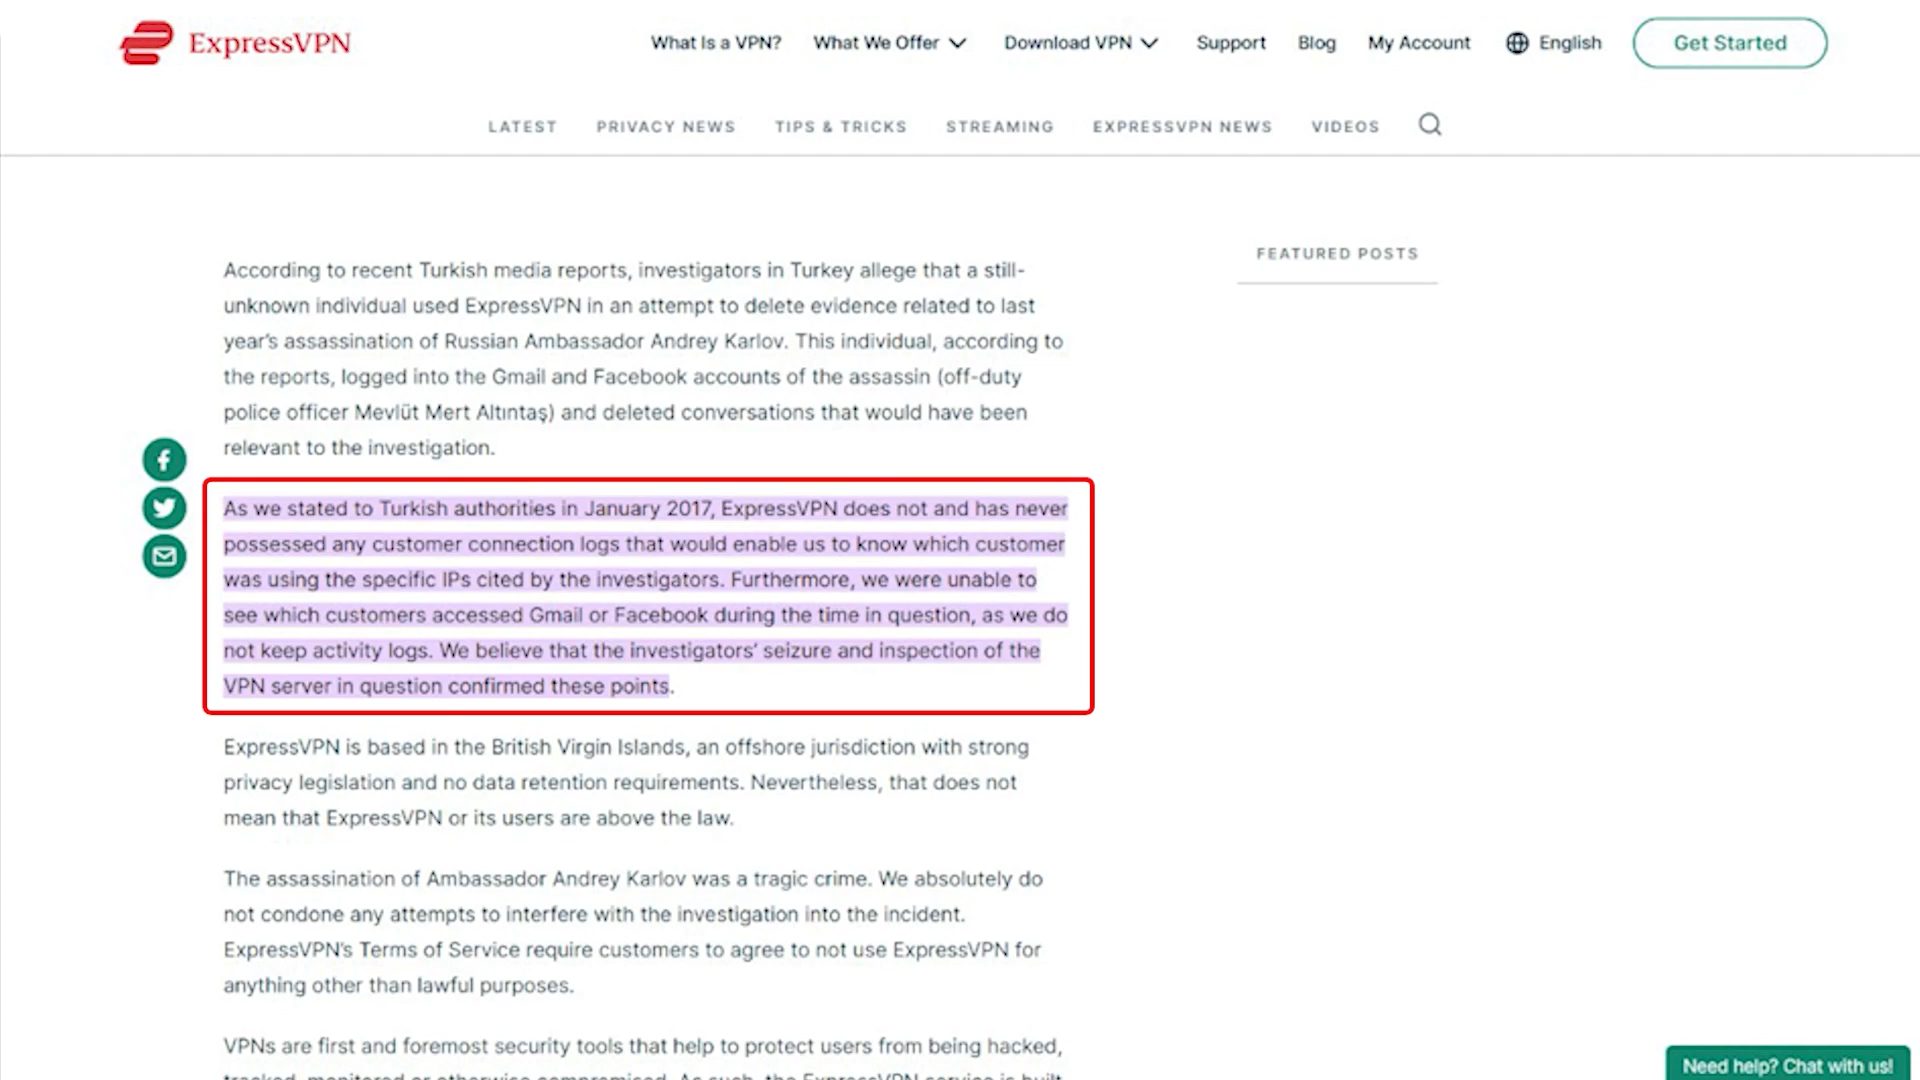 ExpressVPN
What Is a VPN? What We Offer Download VPN Support Blog My Account English Get Started
LATEST PRIVACY NEWS TIPS & TRICKS STREAMING EXPRESSVPN NEWS VIDEOS
FEATURED POSTS
According to recent Turkish media reports, investigators in Turkey allege that a still-
unknown individual used ExpressVPN in an attempt to delete evidence related to last
year's assassination of Russian Ambassador Andrey Karlov. This individual, according to
the reports, logged into the Gmail and Facebook accounts of the assassin (off-duty
police officer Mevlüt Mert Altıntaş) and deleted conversations that would have been
relevant to the investigation.
As we stated to Turkish authorities in January 2017, ExpressVPN does not and has never
possessed any customer connection logs that would enable us to know which customer
was using the specific IPs cited by the investigators. Furthermore, we were unable to
see which customers accessed Gmail or Facebook during the time in question, as we do
not keep activity logs. We believe that the investigators' seizure and inspection of the
VPN server in question confirmed these points.
ExpressVPN is based in the British Virgin Islands, an offshore jurisdiction with strong
privacy legislation and no data retention requirements. Nevertheless, that does not
mean that ExpressVPN or its users are above the law.
The assassination of Ambassador Andrey Karlov was a tragic crime. We absolutely do
not condone any attempts to interfere with the investigation into the incident.
ExpressVPN's Terms of Service require customers to agree to not use ExpressVPN for
anything other than lawful purposes.
VPNs are first and foremost security tools that help to protect users from being hacked,
tracked, monitored or otherwise compromised. As such, the ExpressVPN service is built
Need help? Chat with us!